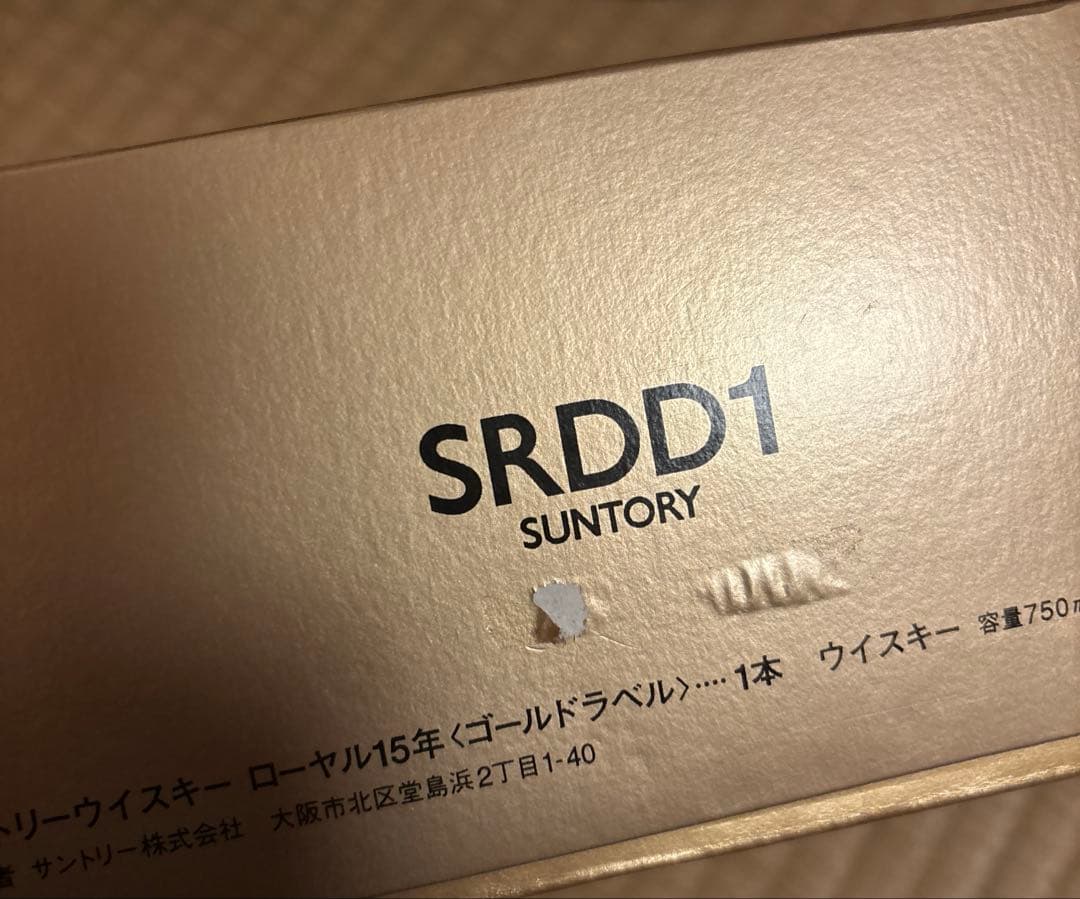 SRDD1
SUNTORY
トリーウイスキー ローヤル15年〈ゴールドラベル〉‥‥1本 ウイスキー 容量750m
者 サントリー株式会社 大阪市北区堂島浜2丁目1-40